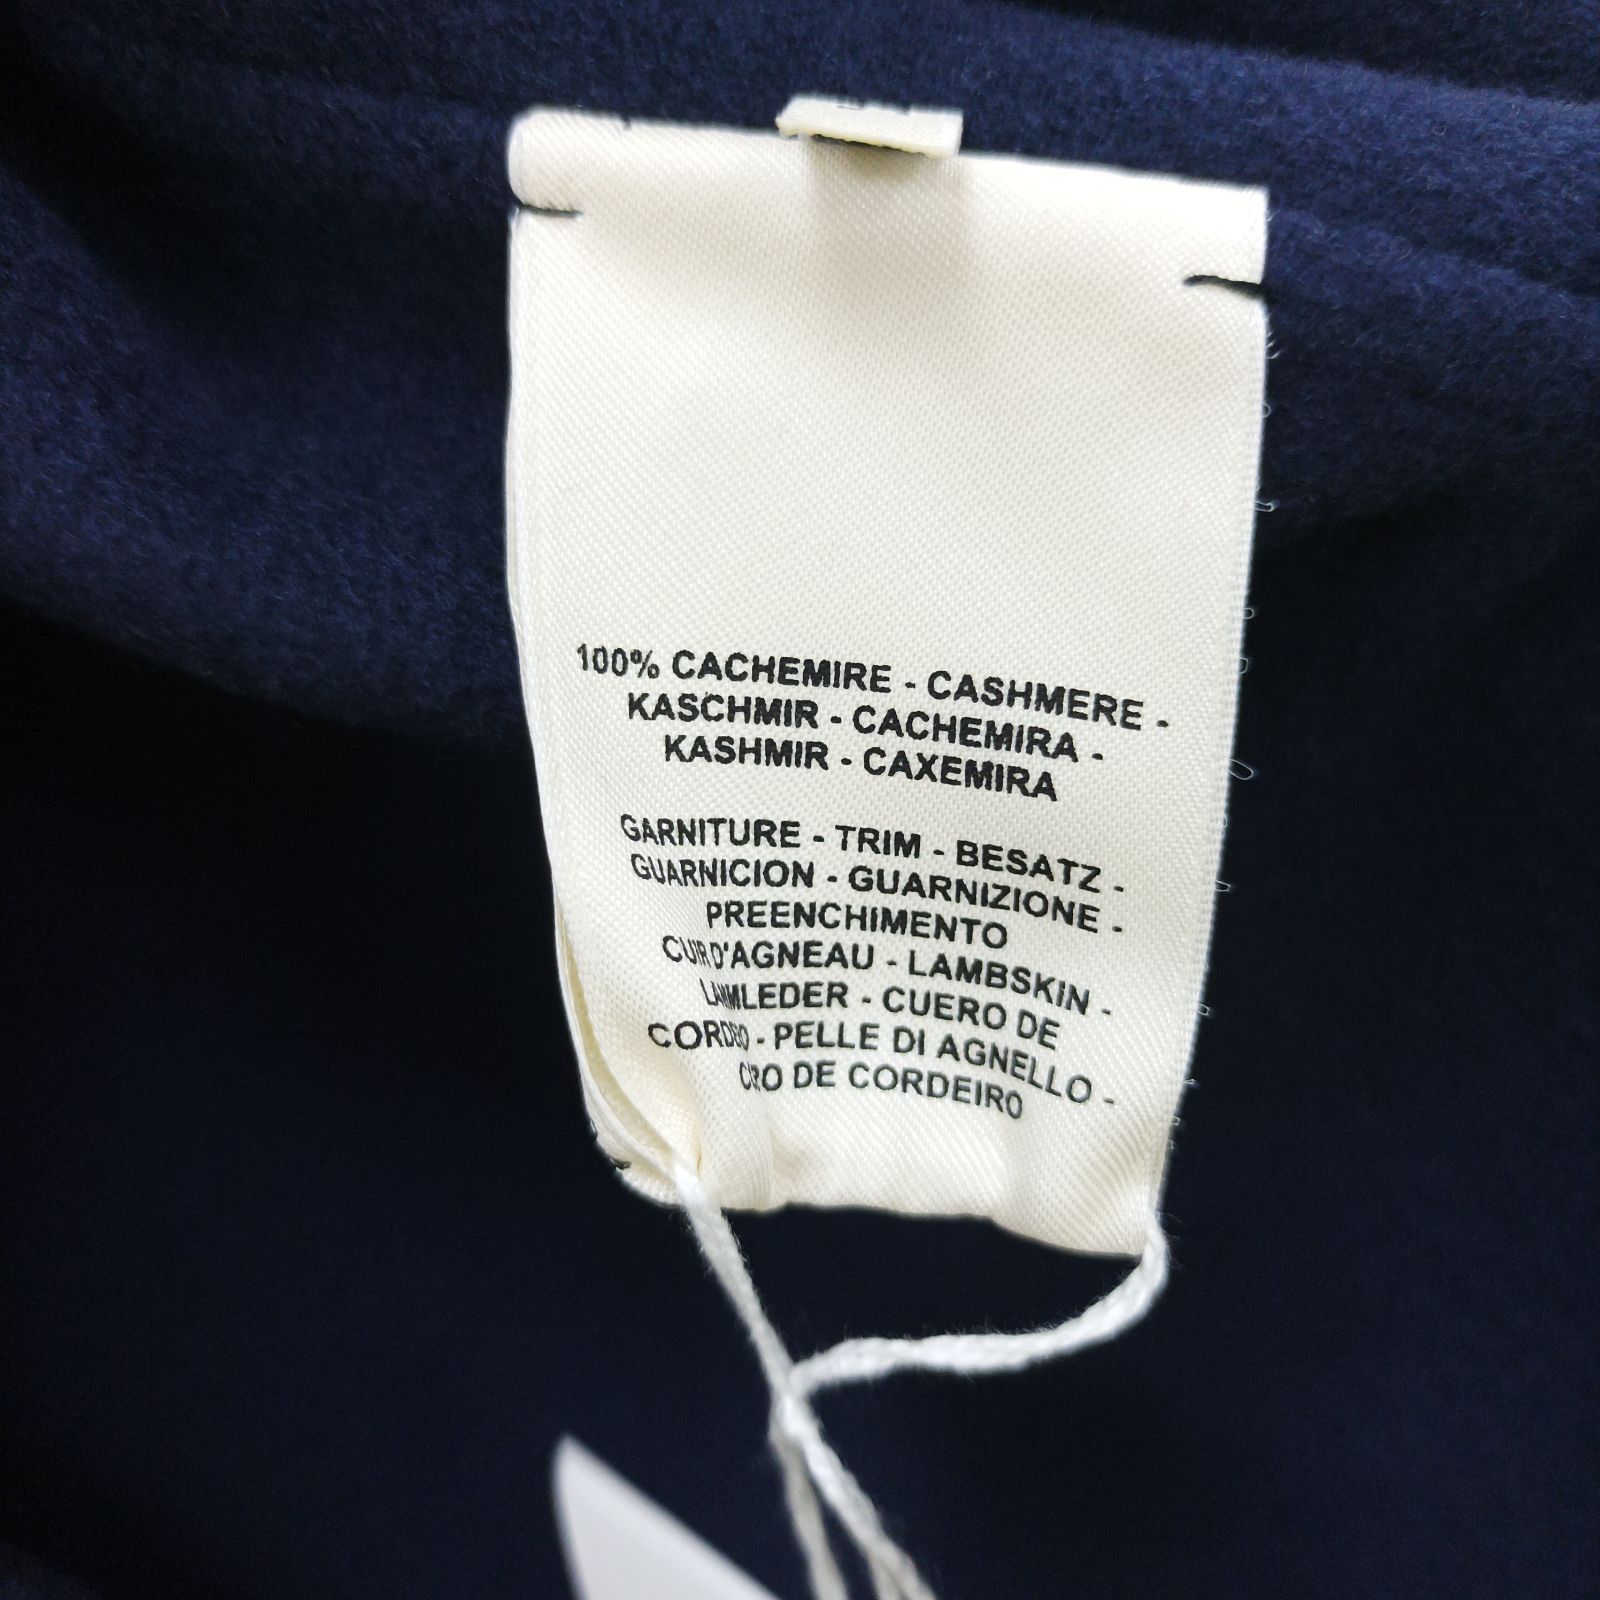 100% CACHEMIRE - CASHMERE -
KASCHMIR - CACHEMIRA -
KASHMIR - CAXEMIRA
GARNITURE - TRIM - BESATZ -
GUARNICION - GUARNIZIONE -
PREENCHIMENTO
CUIR D'AGNEAU - LAMBSKIN -
LAMMLEDER - CUERO DE
CORDERO - PELLE DI AGNELLO -
DE CORDEIRO